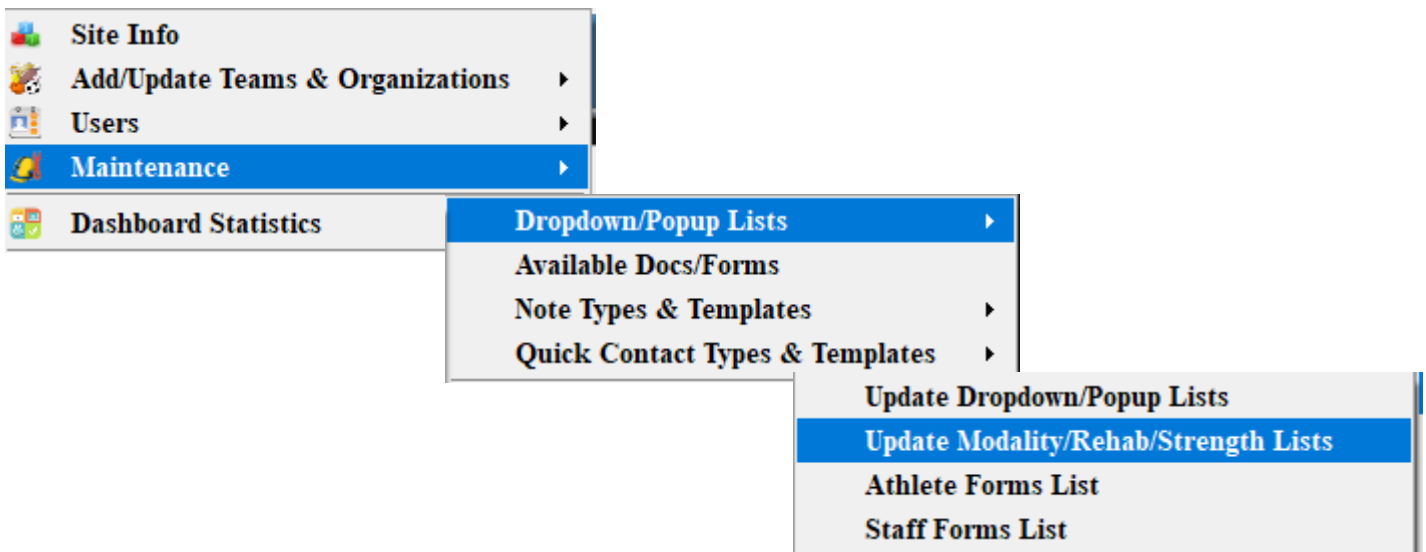 Site Info
Add/Update Teams & Organizations
Users
Maintenance
Dashboard Statistics
Dropdown/Popup Lists
Available Docs/Forms
Note Types & Templates
Quick Contact Types & Templates
Update Dropdown/Popup Lists
Update Modality/Rehab/Strength Lists
Athlete Forms List
Staff Forms List